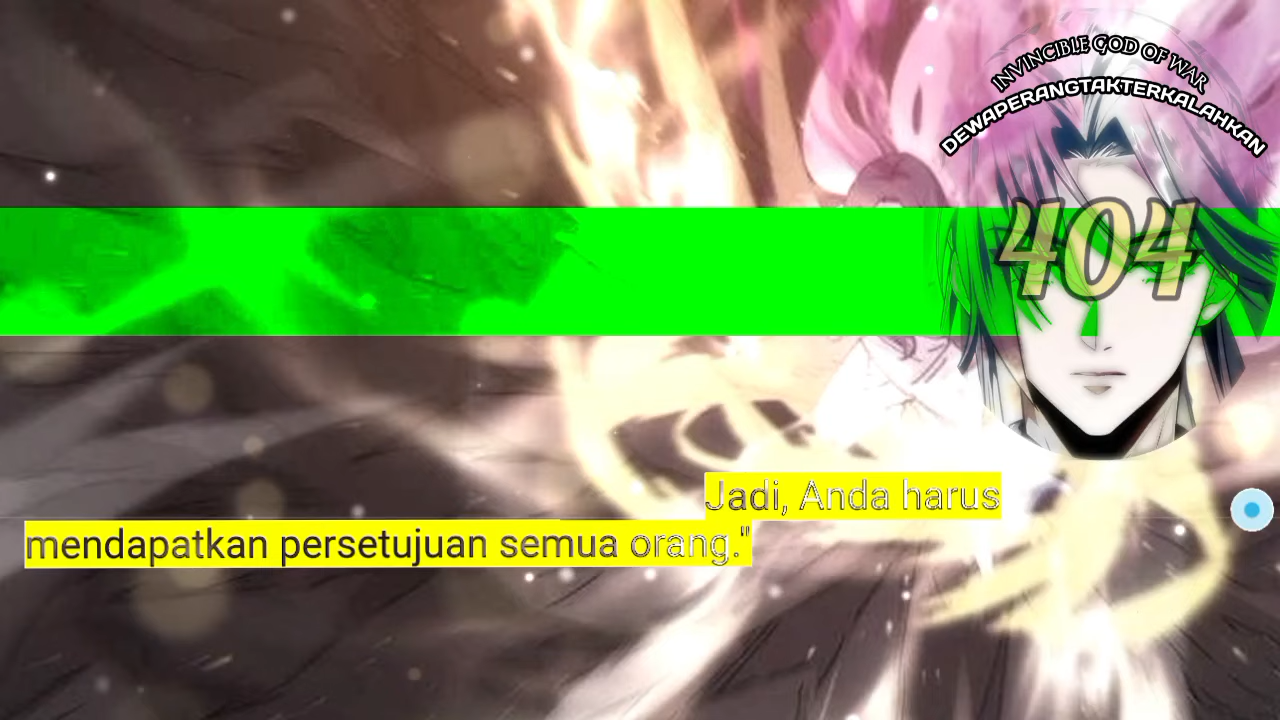 INVINCIBLE GOD OF WAR
DEWAPERANGTAKTERKALAHKAN
404
Jadi, Anda harus
mendapatkan persetujuan semua orang."